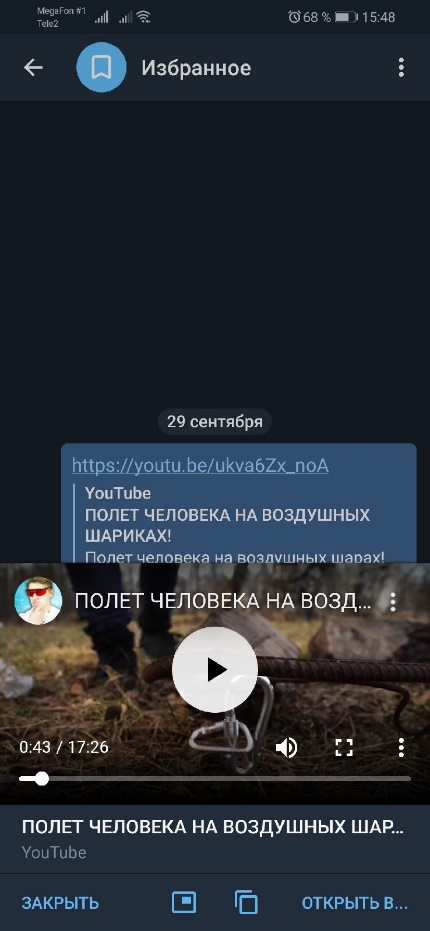 MegaFon #1
Tele2
68 %
15:48
Избранное
29 сентября
https://youtu.be/ukva6Zx_noA
YouTube
ПОЛЕТ ЧЕЛОВЕКА НА ВОЗДУШНЫХ
ШАРИКАХ!
Полет человека на воздушных шарах!
ПОЛЕТ ЧЕЛОВЕКА НА ВОЗД...
0:43 / 17:26
ПОЛЕТ ЧЕЛОВЕКА НА ВОЗДУШНЫХ ШАР...
YouTube
ЗАКРЫТЬ
ОТКРЫТЬ В...